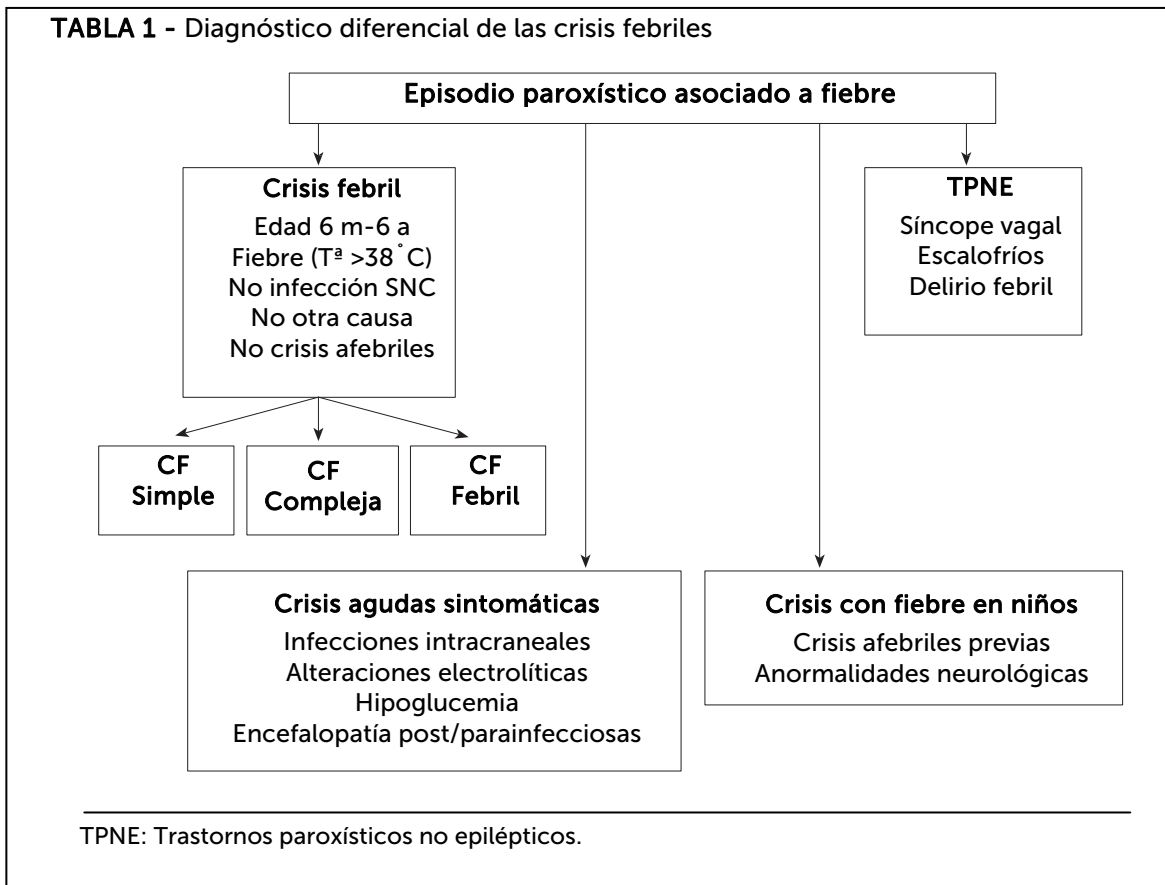 TABLA 1 - Diagnóstico diferencial de las crisis febriles
Episodio paroxístico asociado a fiebre
Crisis febril
Edad 6 m-6 a
Fiebre (Tª >38˚C)
No infección SNC
No otra causa
No crisis afebriles
TPNE
Síncope vagal
Escalofríos
Delirio febril
CF
Simple
CF
Compleja
CF
Febril
Crisis agudas sintomáticas
Infecciones intracraneales
Alteraciones electrolíticas
Hipoglucemia
Encefalopatía post/parainfecciosas
Crisis con fiebre en niños
Crisis afebriles previas
Anormalidades neurológicas
TPNE: Trastornos paroxísticos no epilépticos.